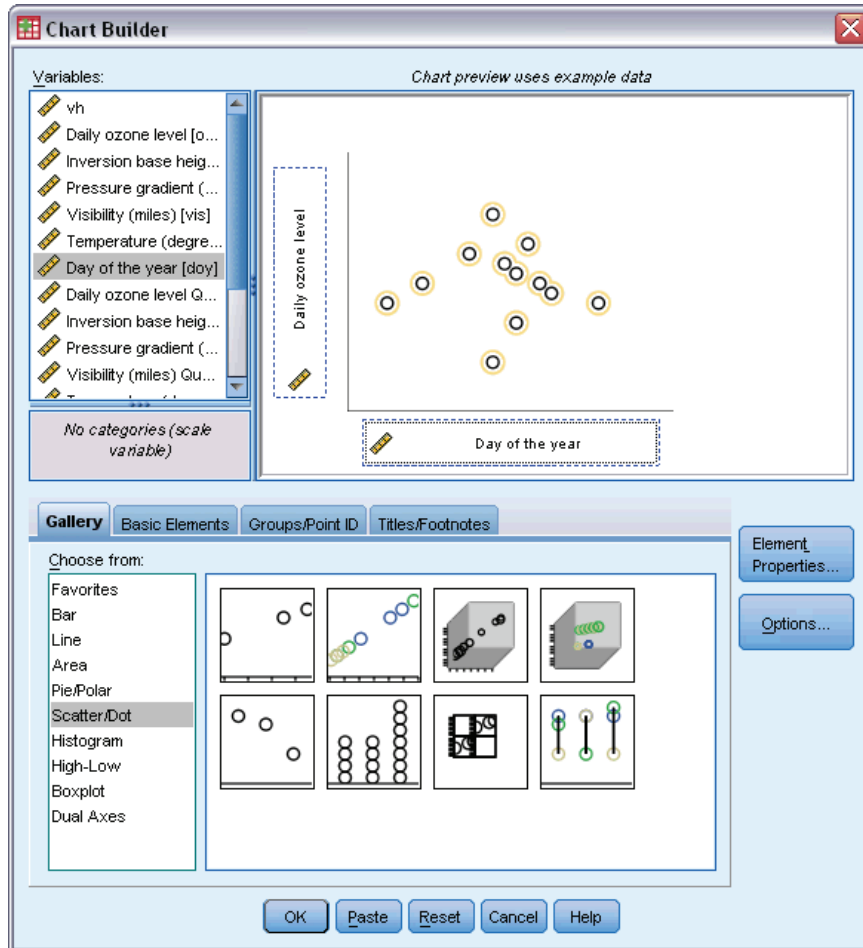 Chart Builder
Variables:
Chart preview uses example data
vh
Daily ozone level [o...
Inversion base heig...
Pressure gradient (...
Visibility (miles) [vis]
Temperature (degre...
Day of the year [doy]
Daily ozone level Q...
Inversion base heig...
Pressure gradient (...
Visibility (miles) Qu...
No categories (scale
variable)
Daily ozone level
Day of the year
Gallery
Basic Elements
Groups/Point ID
Titles/Footnotes
Choose from:
Favorites
Bar
Line
Area
Pie/Polar
Scatter/Dot
Histogram
High-Low
Boxplot
Dual Axes
Element
Properties...
Options...
OK
Paste
Reset
Cancel
Help